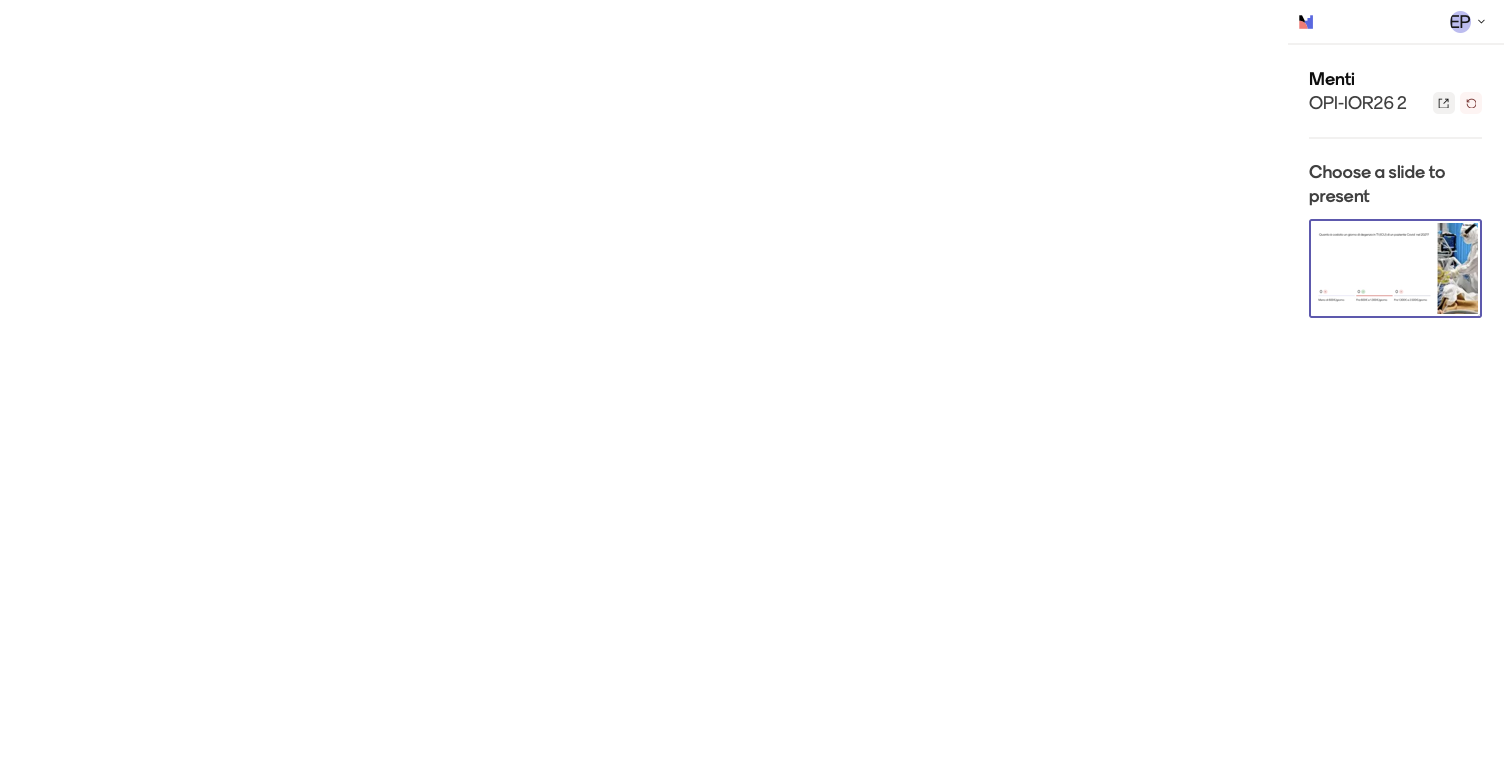 EP
Menti
OPI-IOR26 2
Choose a slide to
present